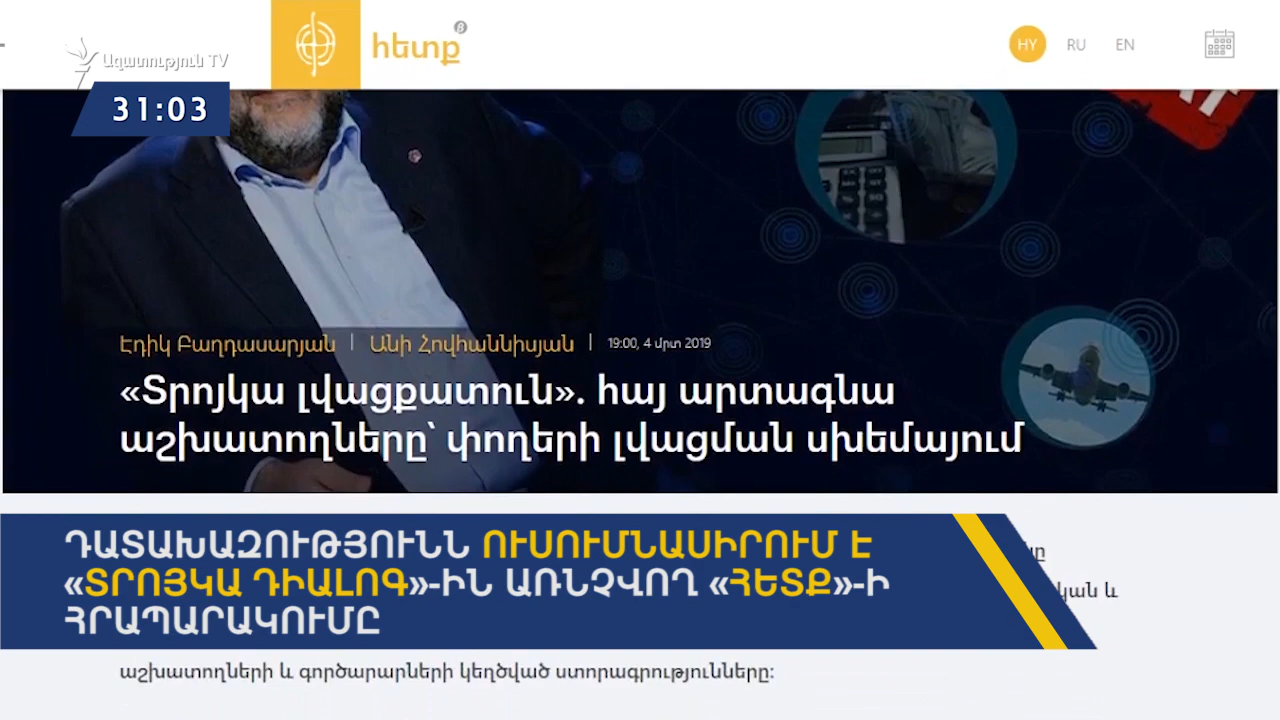 β
հետք
HY RU EN
Ազատություն TV
31:03
Էդիկ Բաղդասարյան | Անի Հովհաննիսյան | 19:00, 4 մրտ 2019
«Տրոյկա լվացքատուն». հայ արտագնա
աշխատողները՝ փողերի լվացման սխեմայում
ԴԱՏԱԽԱԶՈՒԹՅՈՒՆՆ ՈՒՍՈՒՄՆԱՍԻՐՈՒՄ Է
«ՏՐՈՅԿԱ ԴԻԱԼՈԳ»-ԻՆ ԱՌՆՉՎՈՂ «ՀԵՏՔ»-Ի
ՀՐԱՊԱՐԱԿՈՒՄԸ
աշխատողների և գործարարների կեղծված ստորագրությունները: